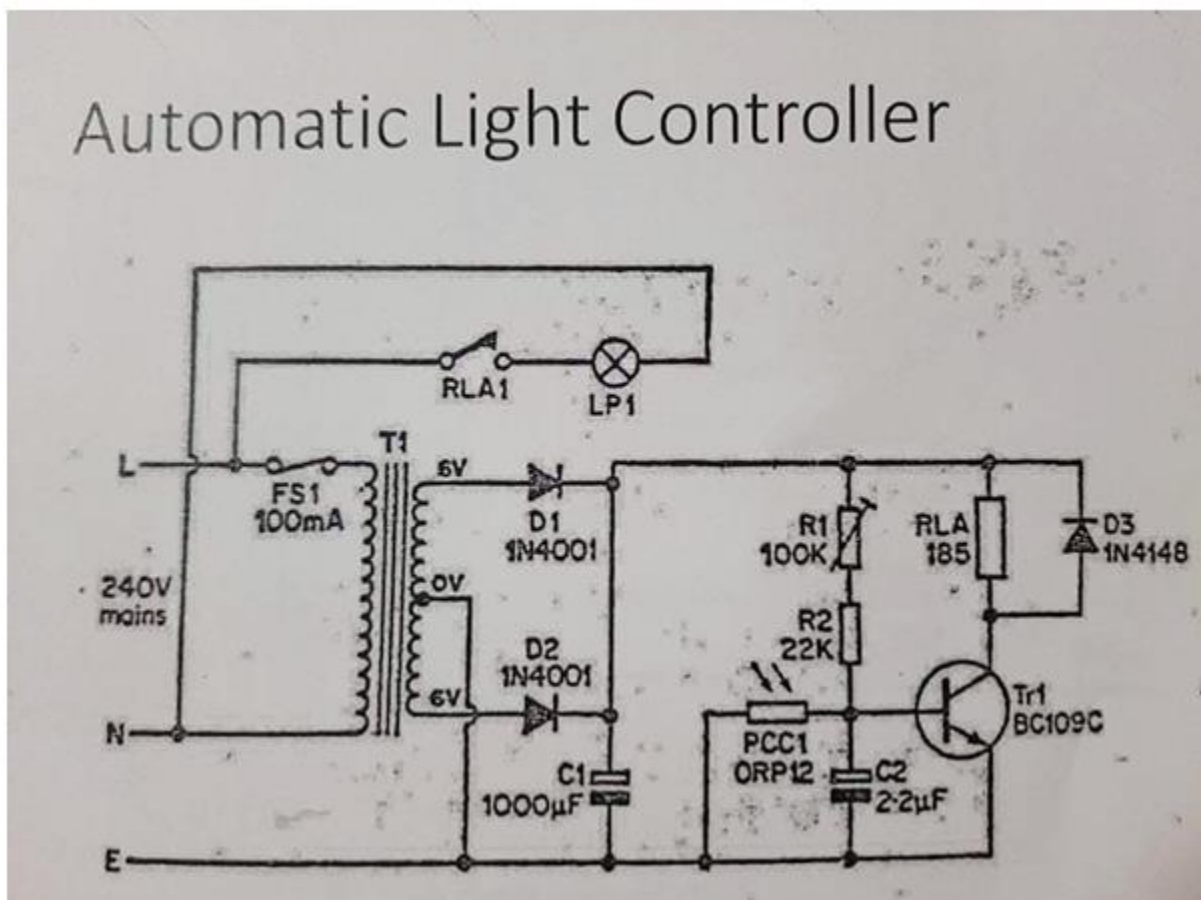 Automatic Light Controller
RLA1
LP1
L
FS1
100mA
T1
6V
0V
6V
D1
1N4001
D2
1N4001
240V
mains
N
E
C1
1000µF
R1
100K
R2
22K
RLA
185
D3
1N4148
PCC1
ORP12
C2
2·2µF
Tr1
BC109C